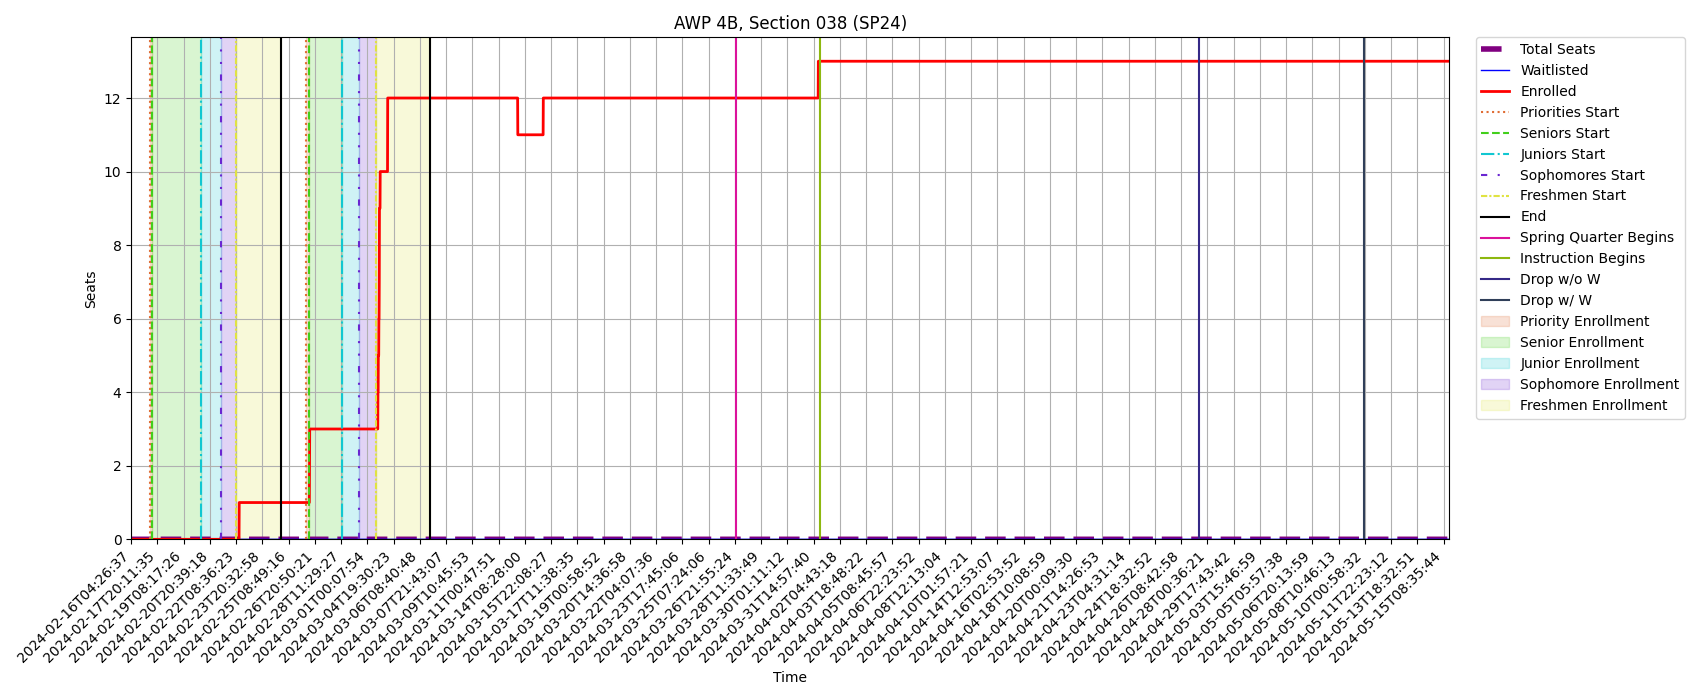 AWP 4B, Section 038 (SP24)
Seats
12
10
8
6
4
2
0
2024-02-16T04:26:37
2024-02-17T20:11:35
2024-02-19T08:17:26
2024-02-20T20:39:18
2024-02-22T08:36:23
2024-02-23T20:32:58
2024-02-25T08:49:16
2024-02-26T20:50:21
2024-02-28T11:29:27
2024-03-01T00:07:54
2024-03-04T19:30:23
2024-03-06T08:40:48
2024-03-07T21:43:07
2024-03-09T10:45:53
2024-03-11T00:47:51
2024-03-14T08:28:00
2024-03-15T22:08:27
2024-03-17T11:38:35
2024-03-19T00:58:52
2024-03-20T14:36:58
2024-03-22T04:07:36
2024-03-23T17:45:06
2024-03-25T07:24:06
2024-03-26T21:55:24
2024-03-28T11:33:49
2024-03-30T01:11:12
2024-03-31T14:57:40
2024-04-02T04:43:18
2024-04-03T18:48:22
2024-04-05T08:45:57
2024-04-06T22:23:52
2024-04-08T12:13:04
2024-04-10T01:57:21
2024-04-14T12:53:07
2024-04-16T02:53:52
2024-04-18T10:08:59
2024-04-20T00:09:30
2024-04-21T14:26:53
2024-04-23T04:31:14
2024-04-24T18:32:52
2024-04-26T08:42:58
2024-04-28T00:36:21
2024-04-29T17:43:42
2024-05-03T15:46:59
2024-05-05T05:57:38
2024-05-06T20:13:59
2024-05-08T10:46:13
2024-05-10T00:58:32
2024-05-11T22:23:12
2024-05-13T18:32:51
2024-05-15T08:35:44
Time
Total Seats
Waitlisted
Enrolled
Priorities Start
Seniors Start
Juniors Start
Sophomores Start
Freshmen Start
End
Spring Quarter Begins
Instruction Begins
Drop w/o W
Drop w/ W
Priority Enrollment
Senior Enrollment
Junior Enrollment
Sophomore Enrollment
Freshmen Enrollment